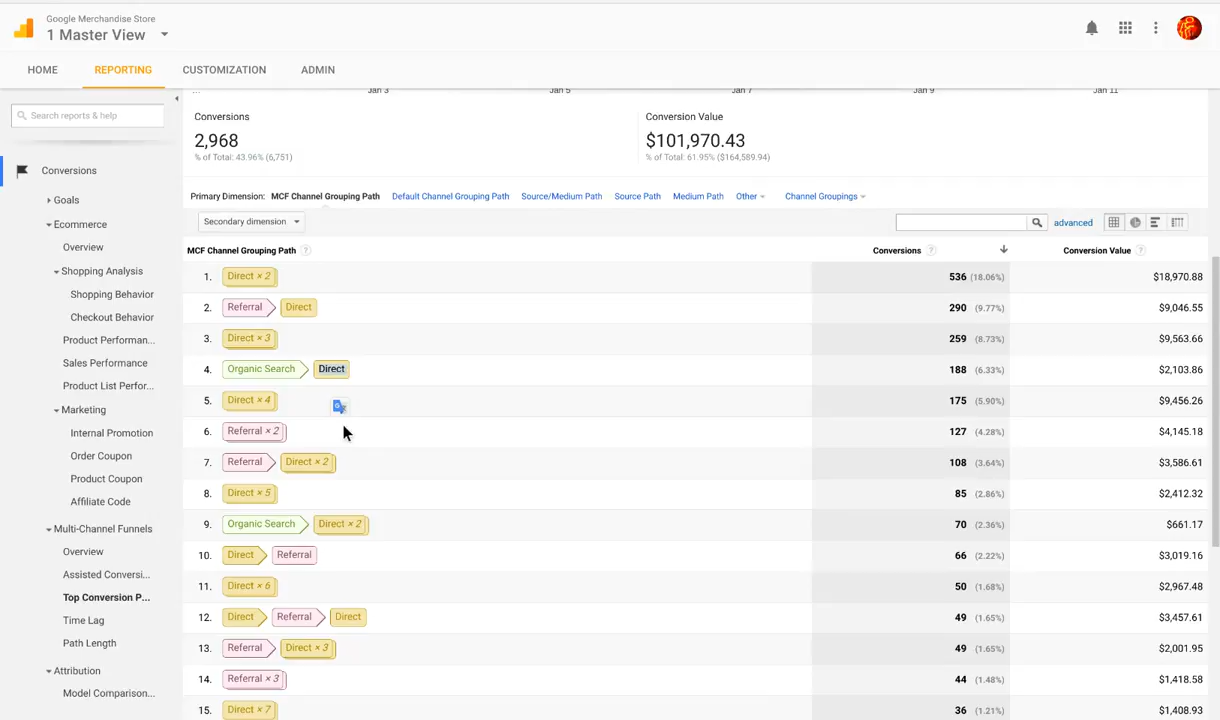 Google Merchandise Store
1 Master View
HOME REPORTING CUSTOMIZATION ADMIN
... Jan 3 Jan 5 Jan 7 Jan 9 Jan 11
Search reports & help
Conversions
Goals
Ecommerce
Overview
Shopping Analysis
Shopping Behavior
Checkout Behavior
Product Performan...
Sales Performance
Product List Perfor...
Marketing
Internal Promotion
Order Coupon
Product Coupon
Affiliate Code
Multi-Channel Funnels
Overview
Assisted Conversi...
Top Conversion P...
Time Lag
Path Length
Attribution
Model Comparison...
Conversions Conversion Value
2,968 $101,970.43
% of Total: 43.96% (6,751) % of Total: 61.95% ($164,589.94)
Primary Dimension: MCF Channel Grouping Path Default Channel Grouping Path Source/Medium Path Source Path Medium Path Other Channel Groupings
Secondary dimension advanced
MCF Channel Grouping Path ? Conversions ? Conversion Value ?
1. Direct × 2 536 (18.06%) $18,970.88
2. Referral Direct 290 (9.77%) $9,046.55
3. Direct × 3 259 (8.73%) $9,563.66
4. Organic Search Direct 188 (6.33%) $2,103.86
5. Direct × 4 175 (5.90%) $9,456.26
6. Referral × 2 127 (4.28%) $4,145.18
7. Referral Direct × 2 108 (3.64%) $3,586.61
8. Direct × 5 85 (2.86%) $2,412.32
9. Organic Search Direct × 2 70 (2.36%) $661.17
10. Direct Referral 66 (2.22%) $3,019.16
11. Direct × 6 50 (1.68%) $2,967.48
12. Direct Referral Direct 49 (1.65%) $3,457.61
13. Referral Direct × 3 49 (1.65%) $2,001.95
14. Referral × 3 44 (1.48%) $1,418.58
15. Direct × 7 36 (1.21%) $1,408.93